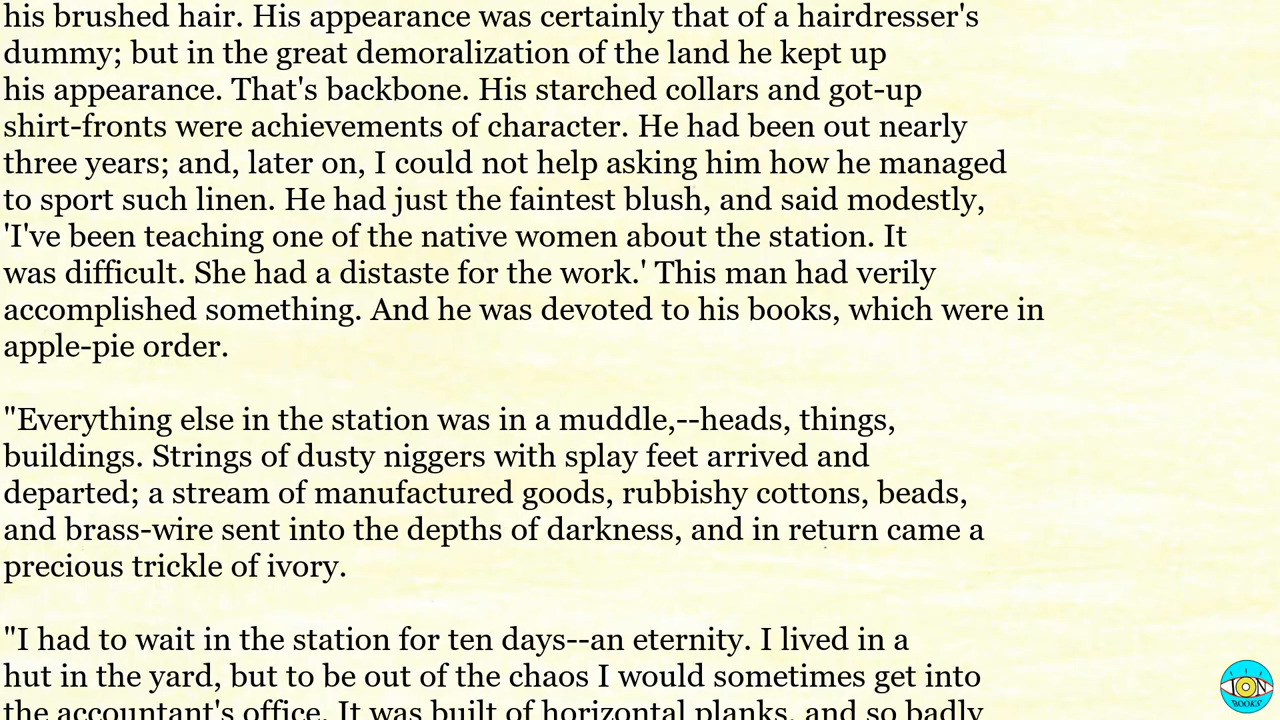 his brushed hair. His appearance was certainly that of a hairdresser's
dummy; but in the great demoralization of the land he kept up
his appearance. That's backbone. His starched collars and got-up
shirt-fronts were achievements of character. He had been out nearly
three years; and, later on, I could not help asking him how he managed
to sport such linen. He had just the faintest blush, and said modestly,
'I've been teaching one of the native women about the station. It
was difficult. She had a distaste for the work.' This man had verily
accomplished something. And he was devoted to his books, which were in
apple-pie order.
"Everything else in the station was in a muddle,--heads, things,
buildings. Strings of dusty niggers with splay feet arrived and
departed; a stream of manufactured goods, rubbishy cottons, beads,
and brass-wire sent into the depths of darkness, and in return came a
precious trickle of ivory.
"I had to wait in the station for ten days--an eternity. I lived in a
hut in the yard, but to be out of the chaos I would sometimes get into
the accountant's office. It was built of horizontal planks, and so badly
ION
BOOKS